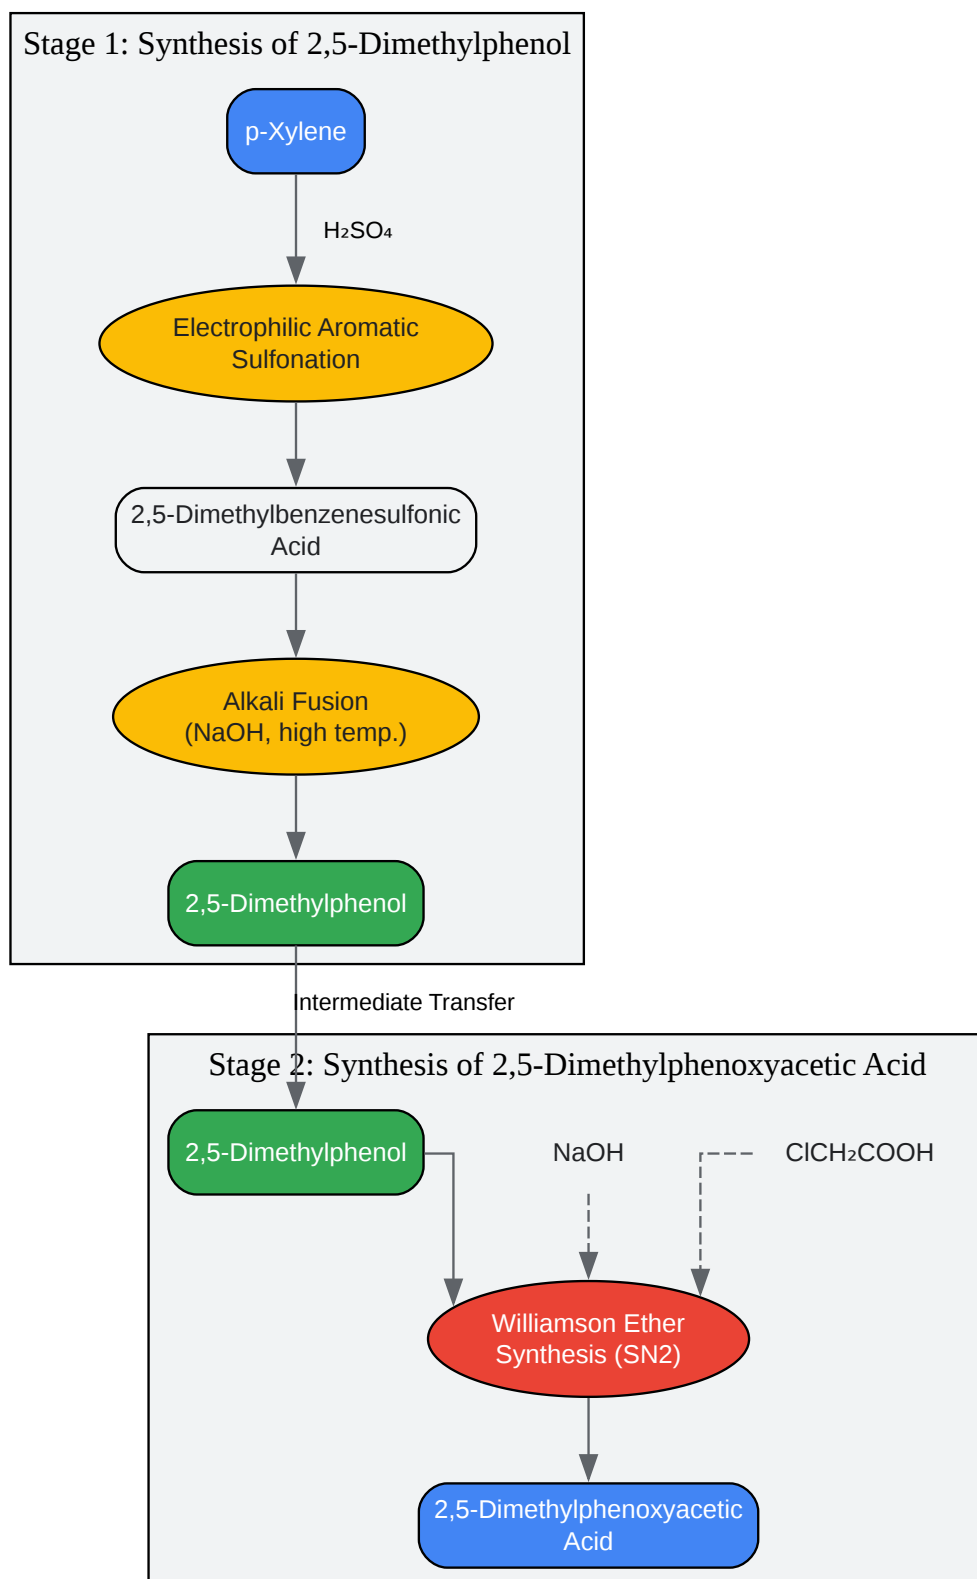 Stage 1: Synthesis of 2,5-Dimethylphenol
p-Xylene
H₂SO₄
Electrophilic Aromatic
Sulfonation
2,5-Dimethylbenzenesulfonic
Acid
Alkali Fusion
(NaOH, high temp.)
2,5-Dimethylphenol
Intermediate Transfer
Stage 2: Synthesis of 2,5-Dimethylphenoxyacetic Acid
2,5-Dimethylphenol
NaOH
ClCH₂COOH
Williamson Ether
Synthesis (SN2)
2,5-Dimethylphenoxyacetic
Acid